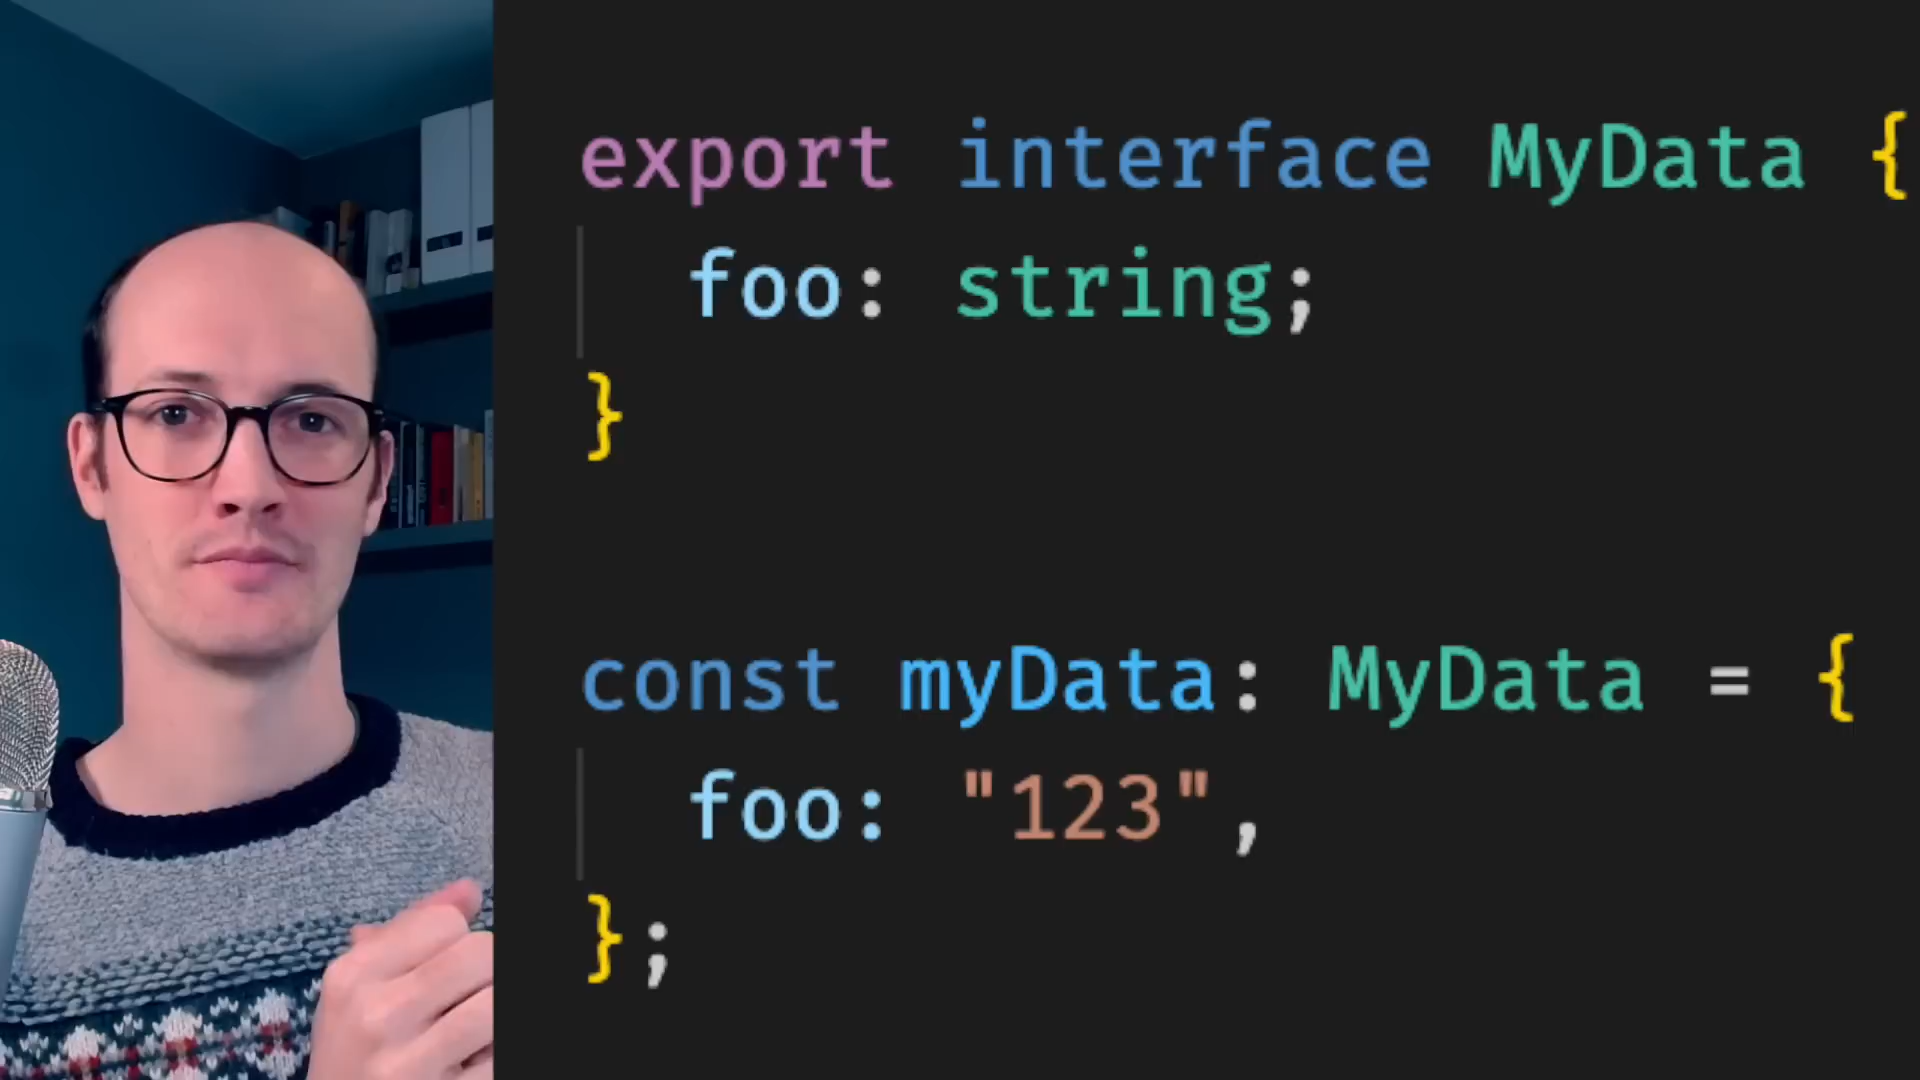 export interface MyData {
foo: string;
}
const myData: MyData = {
foo: "123",
};